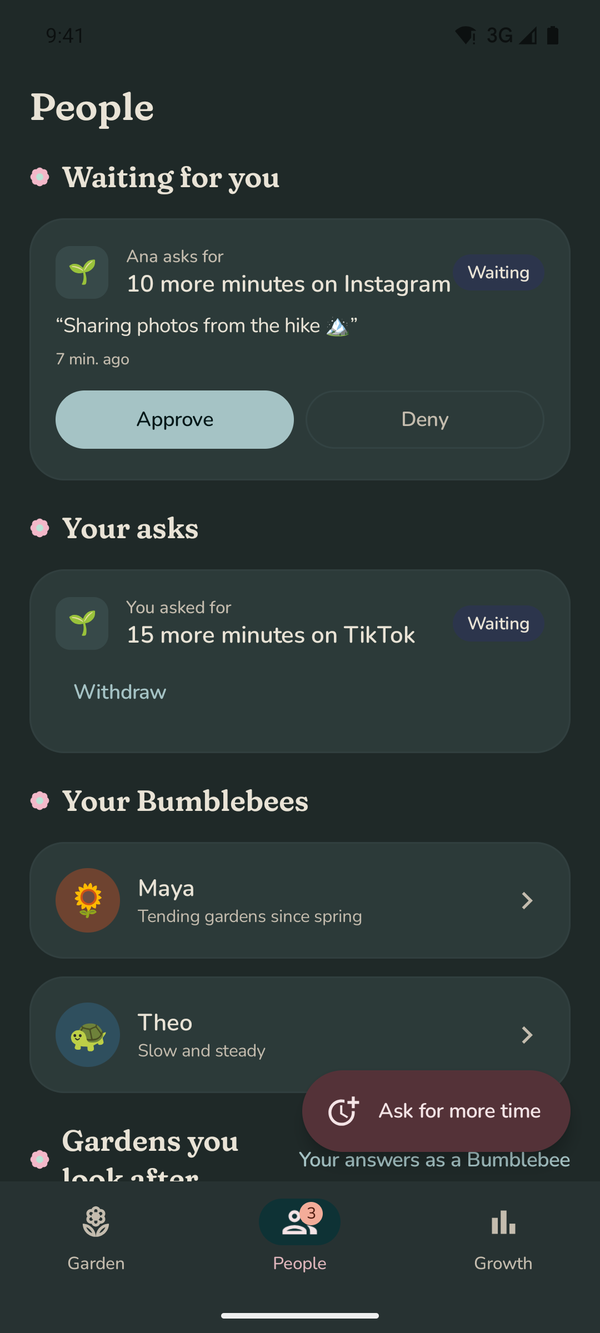 9:41
3G
People
Waiting for you
Ana asks for
10 more minutes on Instagram
Waiting
“Sharing photos from the hike 🏔️”
7 min. ago
Approve
Deny
Your asks
You asked for
15 more minutes on TikTok
Waiting
Withdraw
Your Bumblebees
Maya
Tending gardens since spring
Theo
Slow and steady
Ask for more time
Gardens you
look after
Your answers as a Bumblebee
3
Garden
People
Growth